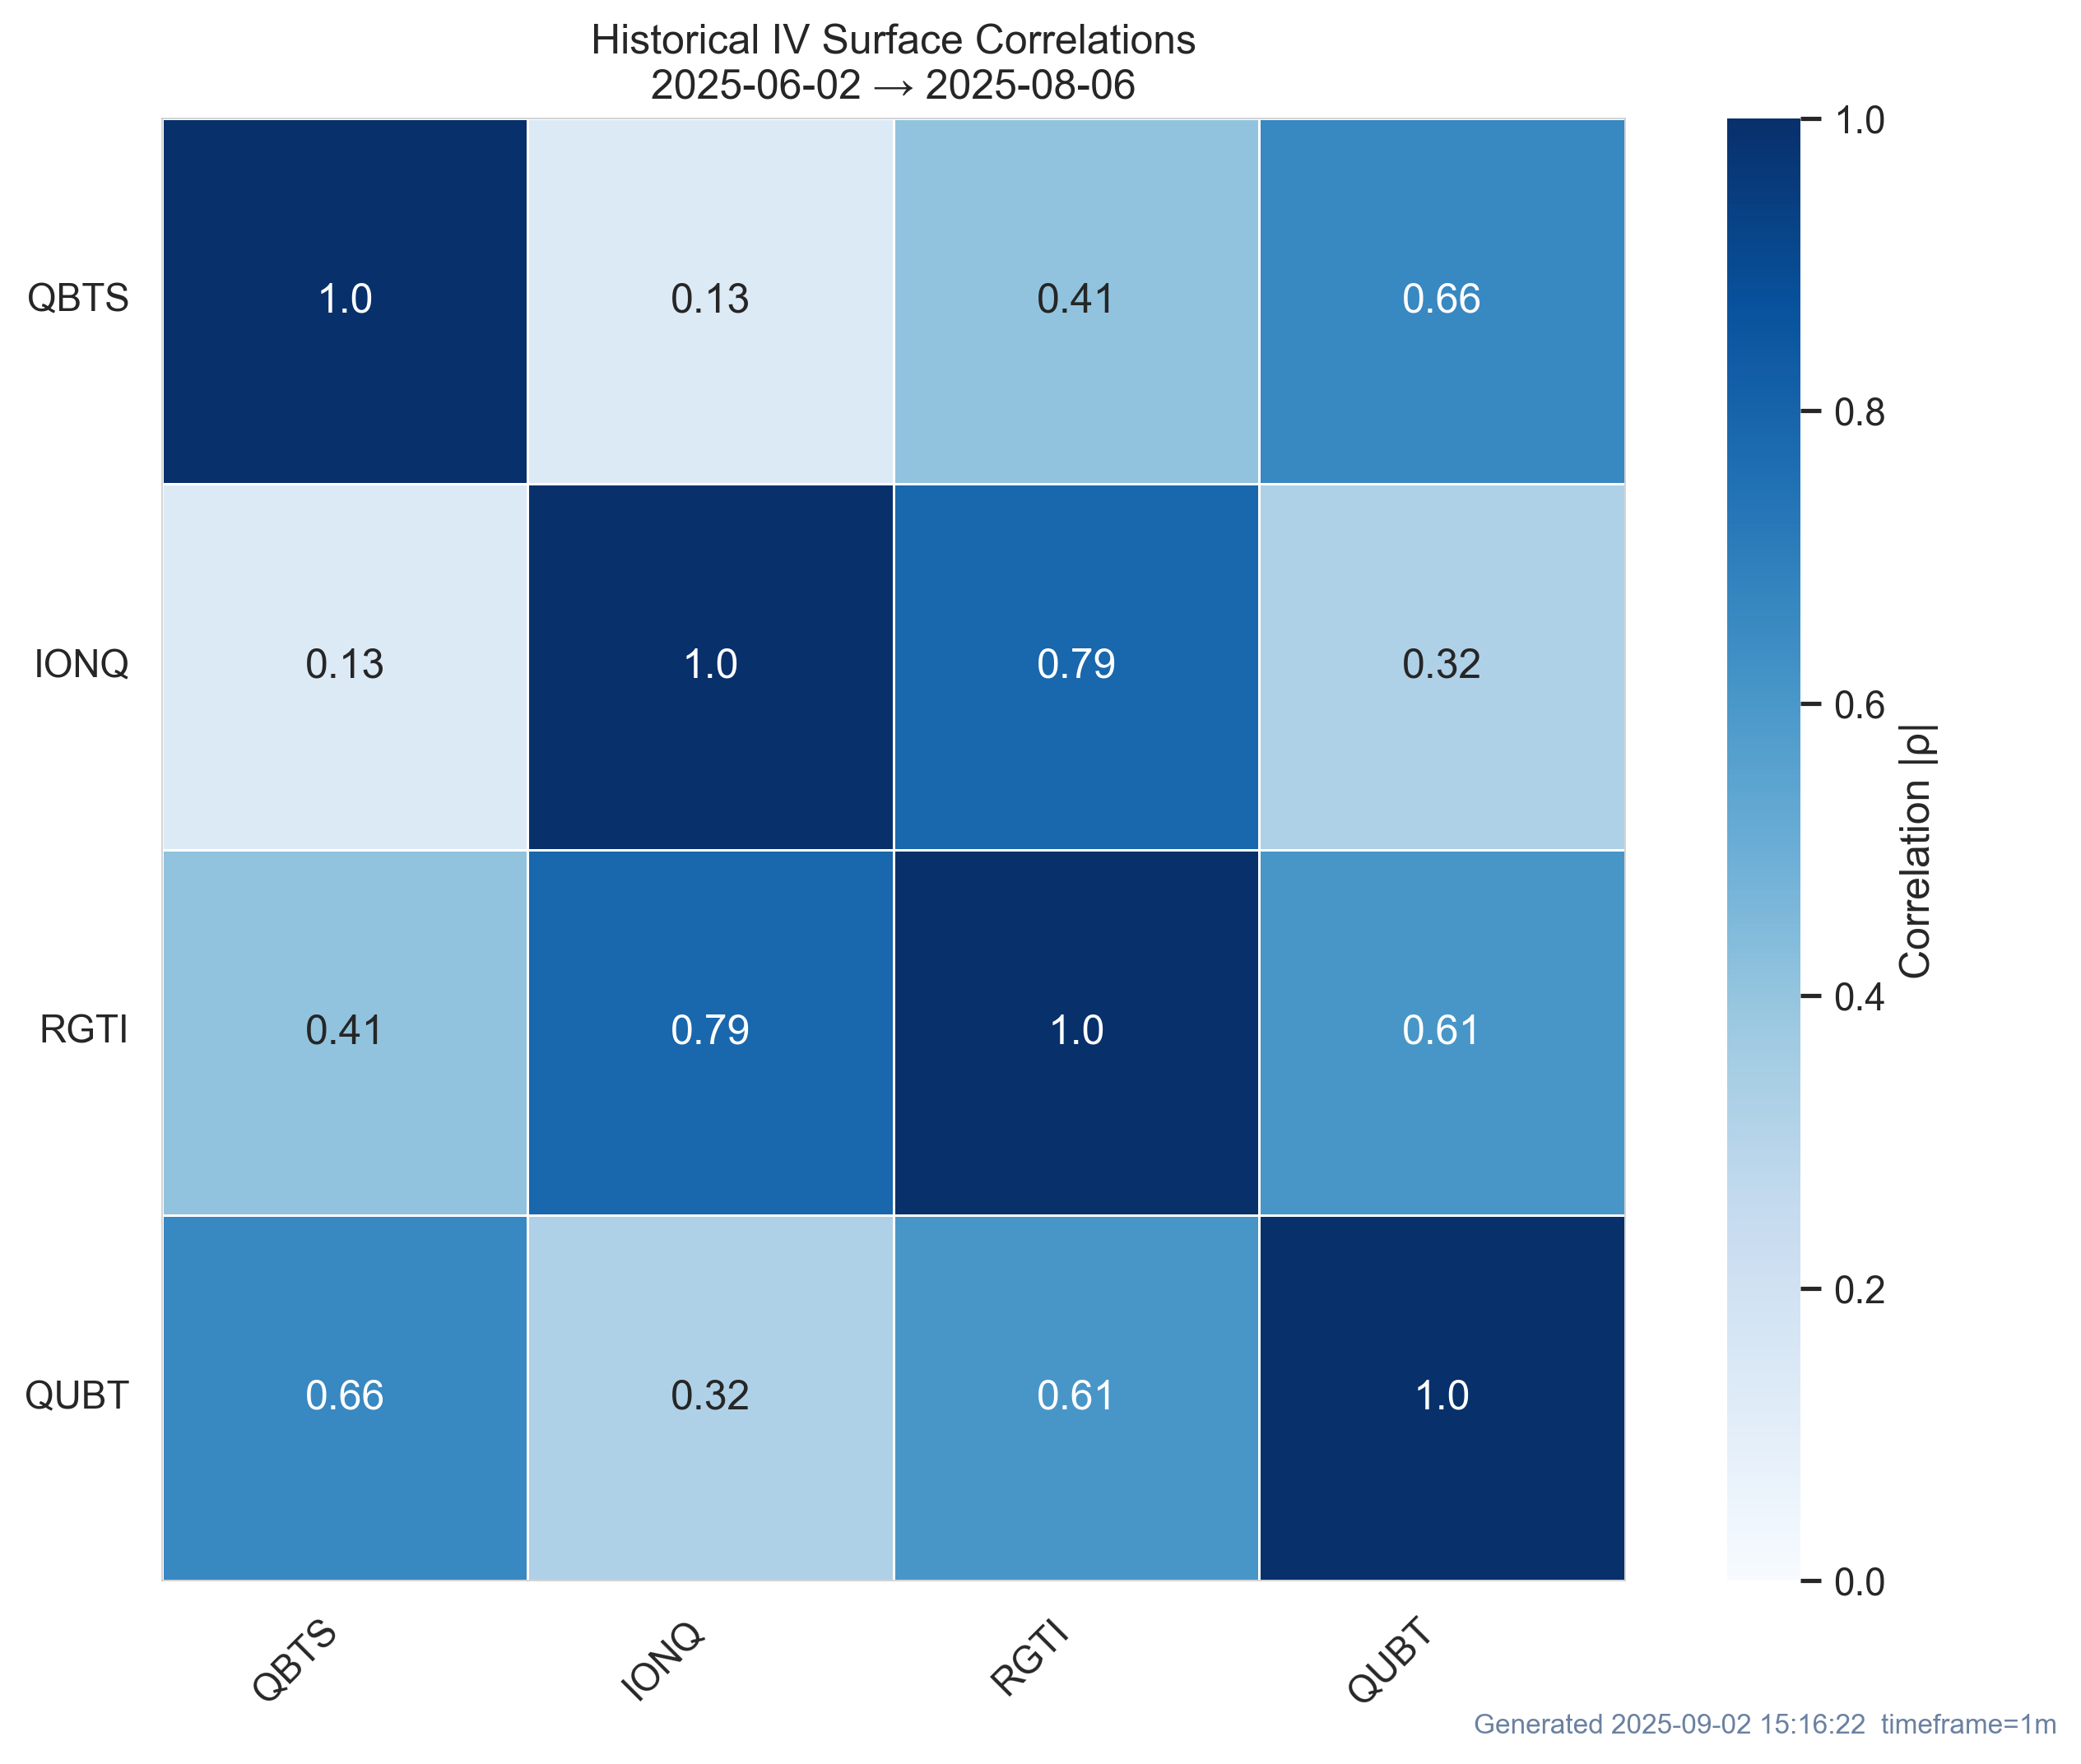 Historical IV Surface Correlations
2025-06-02 → 2025-08-06
QBTS 1.0 0.13 0.41 0.66
IONQ 0.13 1.0 0.79 0.32
RGTI 0.41 0.79 1.0 0.61
QUBT 0.66 0.32 0.61 1.0
QBTS IONQ RGTI QUBT
1.0
0.8
0.6
0.4
0.2
0.0
Correlation |ρ|
Generated 2025-09-02 15:16:22 timeframe=1m